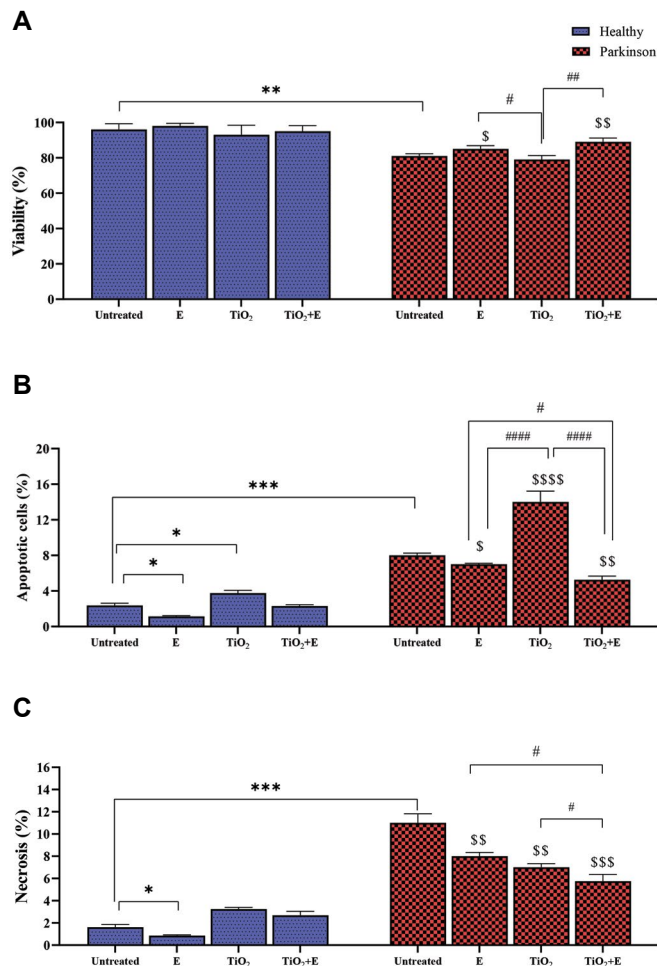 A
Healthy
Parkinson
** # ##
$ $$
100
80
60
40
20
0
Viability (%)
Untreated E TiO₂ TiO₂+E Untreated E TiO₂ TiO₂+E
B
#
#### ####
*** $$$$
* $
* $$
20
16
12
8
4
0
Apoptotic cells (%)
Untreated E TiO₂ TiO₂+E Untreated E TiO₂ TiO₂+E
C
#
*** #
* $$ $$ $$$
16
14
12
10
8
6
4
2
0
Necrosis (%)
Untreated E TiO₂ TiO₂+E Untreated E TiO₂ TiO₂+E